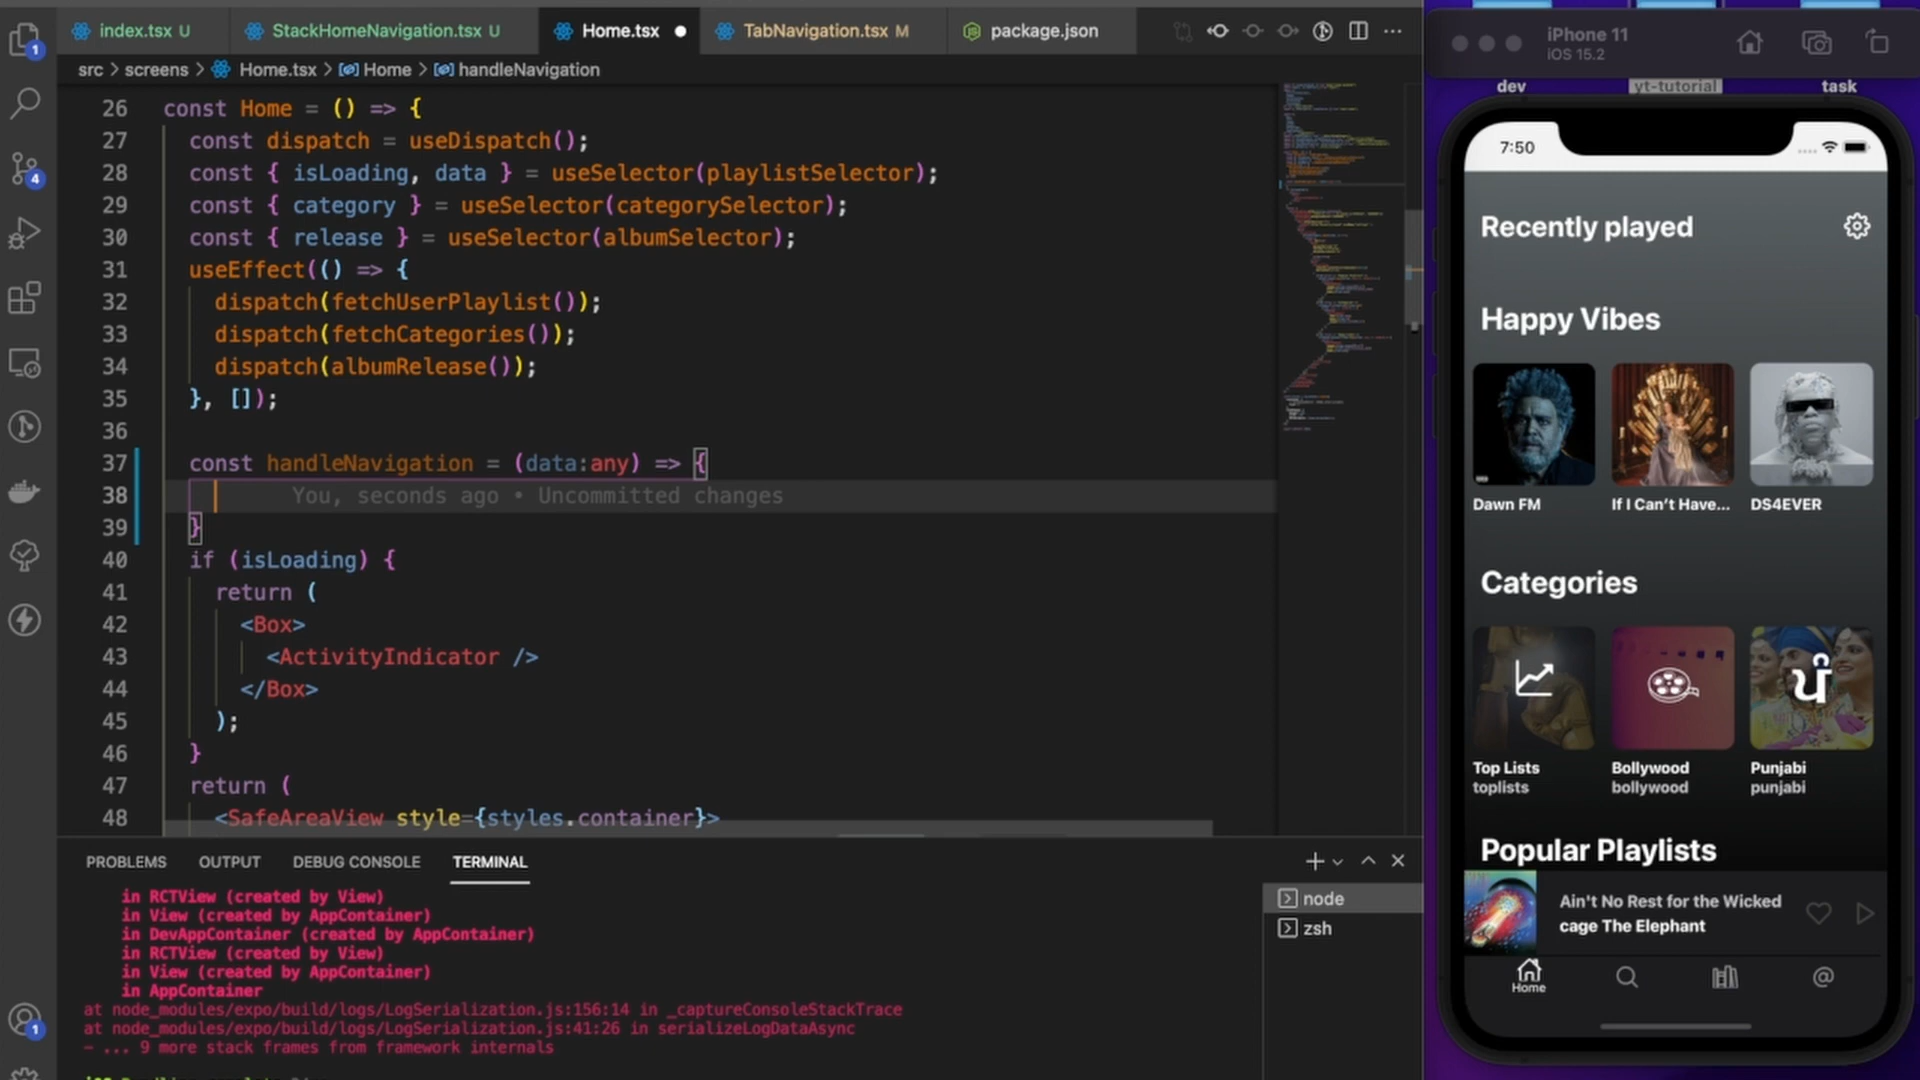 index.tsx U
StackHomeNavigation.tsx U
Home.tsx
TabNavigation.tsx M
package.json
src > screens > Home.tsx > Home > handleNavigation
26 const Home = () => {
27 const dispatch = useDispatch();
28 const { isLoading, data } = useSelector(playlistSelector);
29 const { category } = useSelector(categorySelector);
30 const { release } = useSelector(albumSelector);
31 useEffect(() => {
32 dispatch(fetchUserPlaylist());
33 dispatch(fetchCategories());
34 dispatch(albumRelease());
35 }, []);
36
37 const handleNavigation = (data:any) => {
38 You, seconds ago • Uncommitted changes
39 }
40 if (isLoading) {
41 return (
42 <Box>
43 <ActivityIndicator />
44 </Box>
45 );
46 }
47 return (
48 <SafeAreaView style={styles.container}>
PROBLEMS OUTPUT DEBUG CONSOLE TERMINAL
in RCTView (created by View)
in View (created by AppContainer)
in DevAppContainer (created by AppContainer)
in RCTView (created by View)
in View (created by AppContainer)
in AppContainer
at node_modules/expo/build/logs/LogSerialization.js:156:14 in _captureConsoleStackTrace
at node_modules/expo/build/logs/LogSerialization.js:41:26 in serializeLogDataAsync
- ... 9 more stack frames from framework internals
node
zsh
1
4
1
iPhone 11
iOS 15.2
dev yt-tutorial task
7:50
Recently played
Happy Vibes
Dawn FM
If I Can't Have...
DS4EVER
Categories
ਪੰ
Top Lists
toplists
Bollywood
bollywood
Punjabi
punjabi
Popular Playlists
Ain't No Rest for the Wicked
cage The Elephant
Home
@